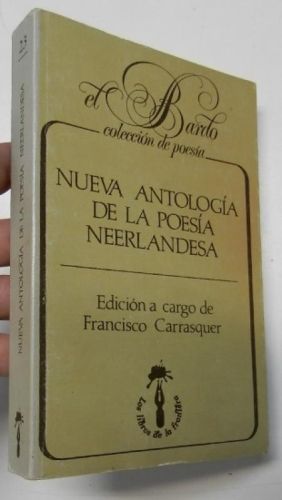 el Bardo
colección de poesía
NUEVA ANTOLOGÍA
DE LA POESÍA
NEERLANDESA
Edición a cargo de
Francisco Carrasquer
Los libros de la frontera
NUEVA ANTOLOGÍA DE LA POESÍA NEERLANDESA